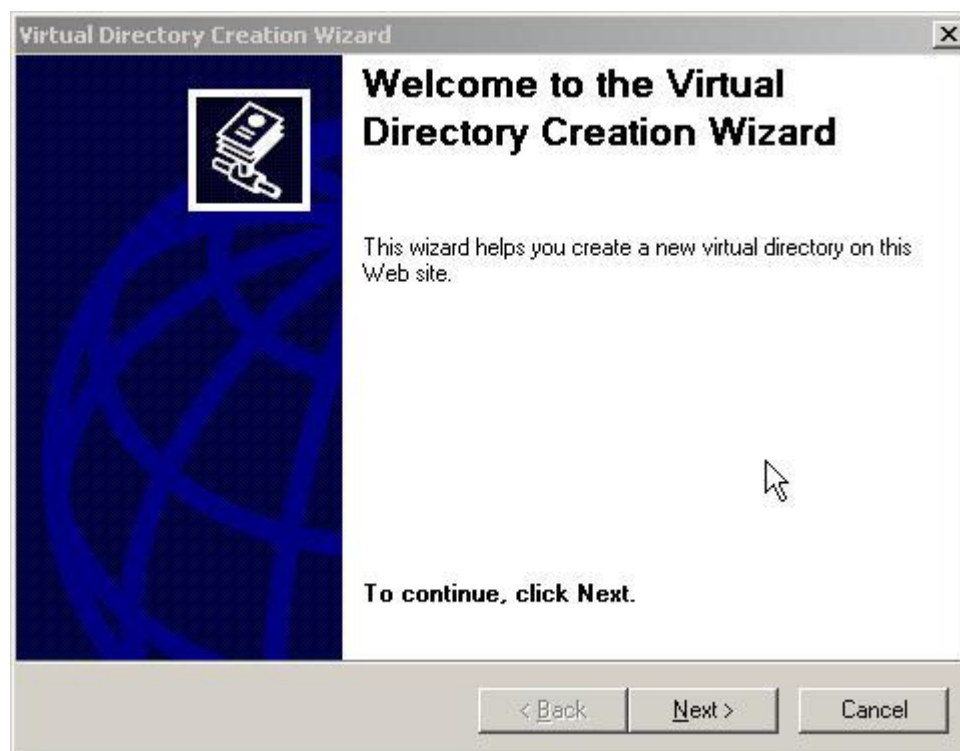 Virtual Directory Creation Wizard
Welcome to the Virtual
Directory Creation Wizard
This wizard helps you create a new virtual directory on this
Web site.
To continue, click Next.
< Back
Next >
Cancel